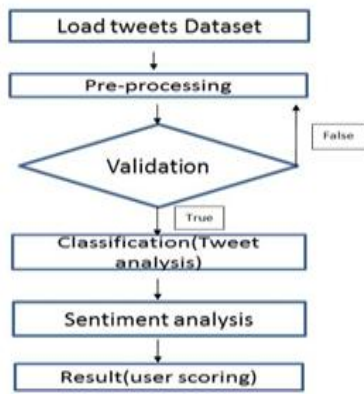 Load tweets Dataset
Pre-processing
False
Validation
True
Classification(Tweet
analysis)
Sentiment analysis
Result(user scoring)